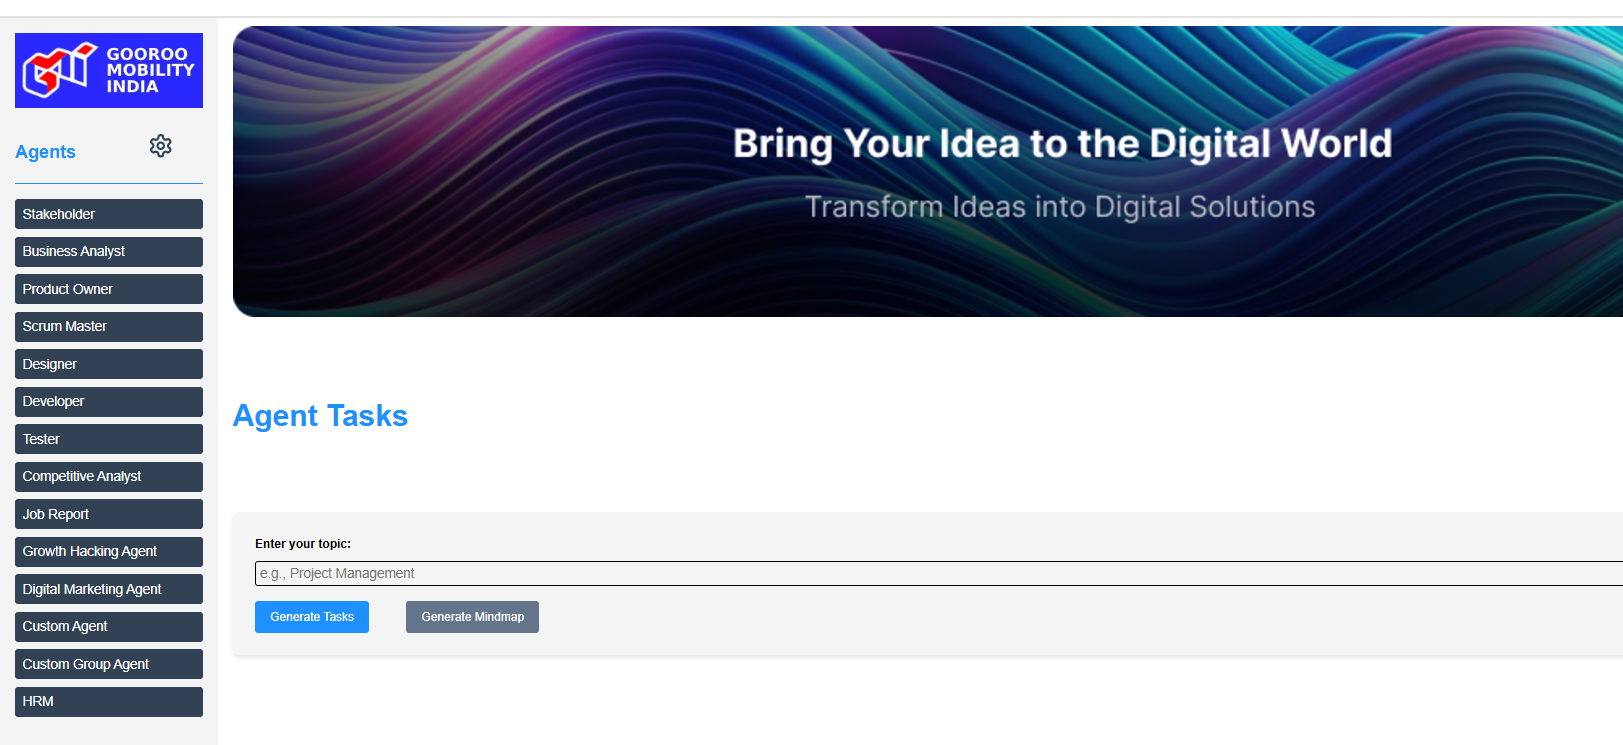 GOOROO
MOBILITY
INDIA
Agents
Stakeholder
Business Analyst
Product Owner
Scrum Master
Designer
Developer
Tester
Competitive Analyst
Job Report
Growth Hacking Agent
Digital Marketing Agent
Custom Agent
Custom Group Agent
HRM
Bring Your Idea to the Digital World
Transform Ideas into Digital Solutions
Agent Tasks
Enter your topic:
e.g., Project Management
Generate Tasks
Generate Mindmap